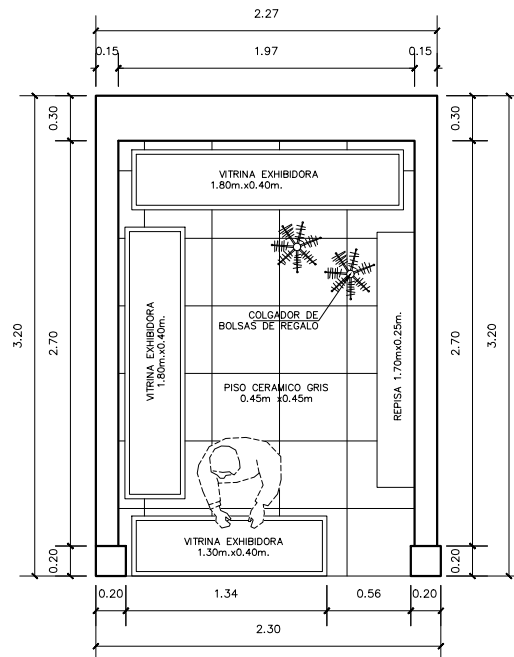 2.27
0.15
1.97
0.15
0.30
0.30
VITRINA EXHIBIDORA
1.80m.x0.40m.
3.20
2.70
VITRINA EXHIBIDORA
1.80m.x0.40m.
COLGADOR DE
BOLSAS DE REGALO
PISO CERAMICO GRIS
0.45m x0.45m
REPISA 1.70mx0.25m.
2.70
3.20
VITRINA EXHIBIDORA
1.30m.x0.40m.
0.20
0.20
0.20
1.34
0.56
0.20
2.30